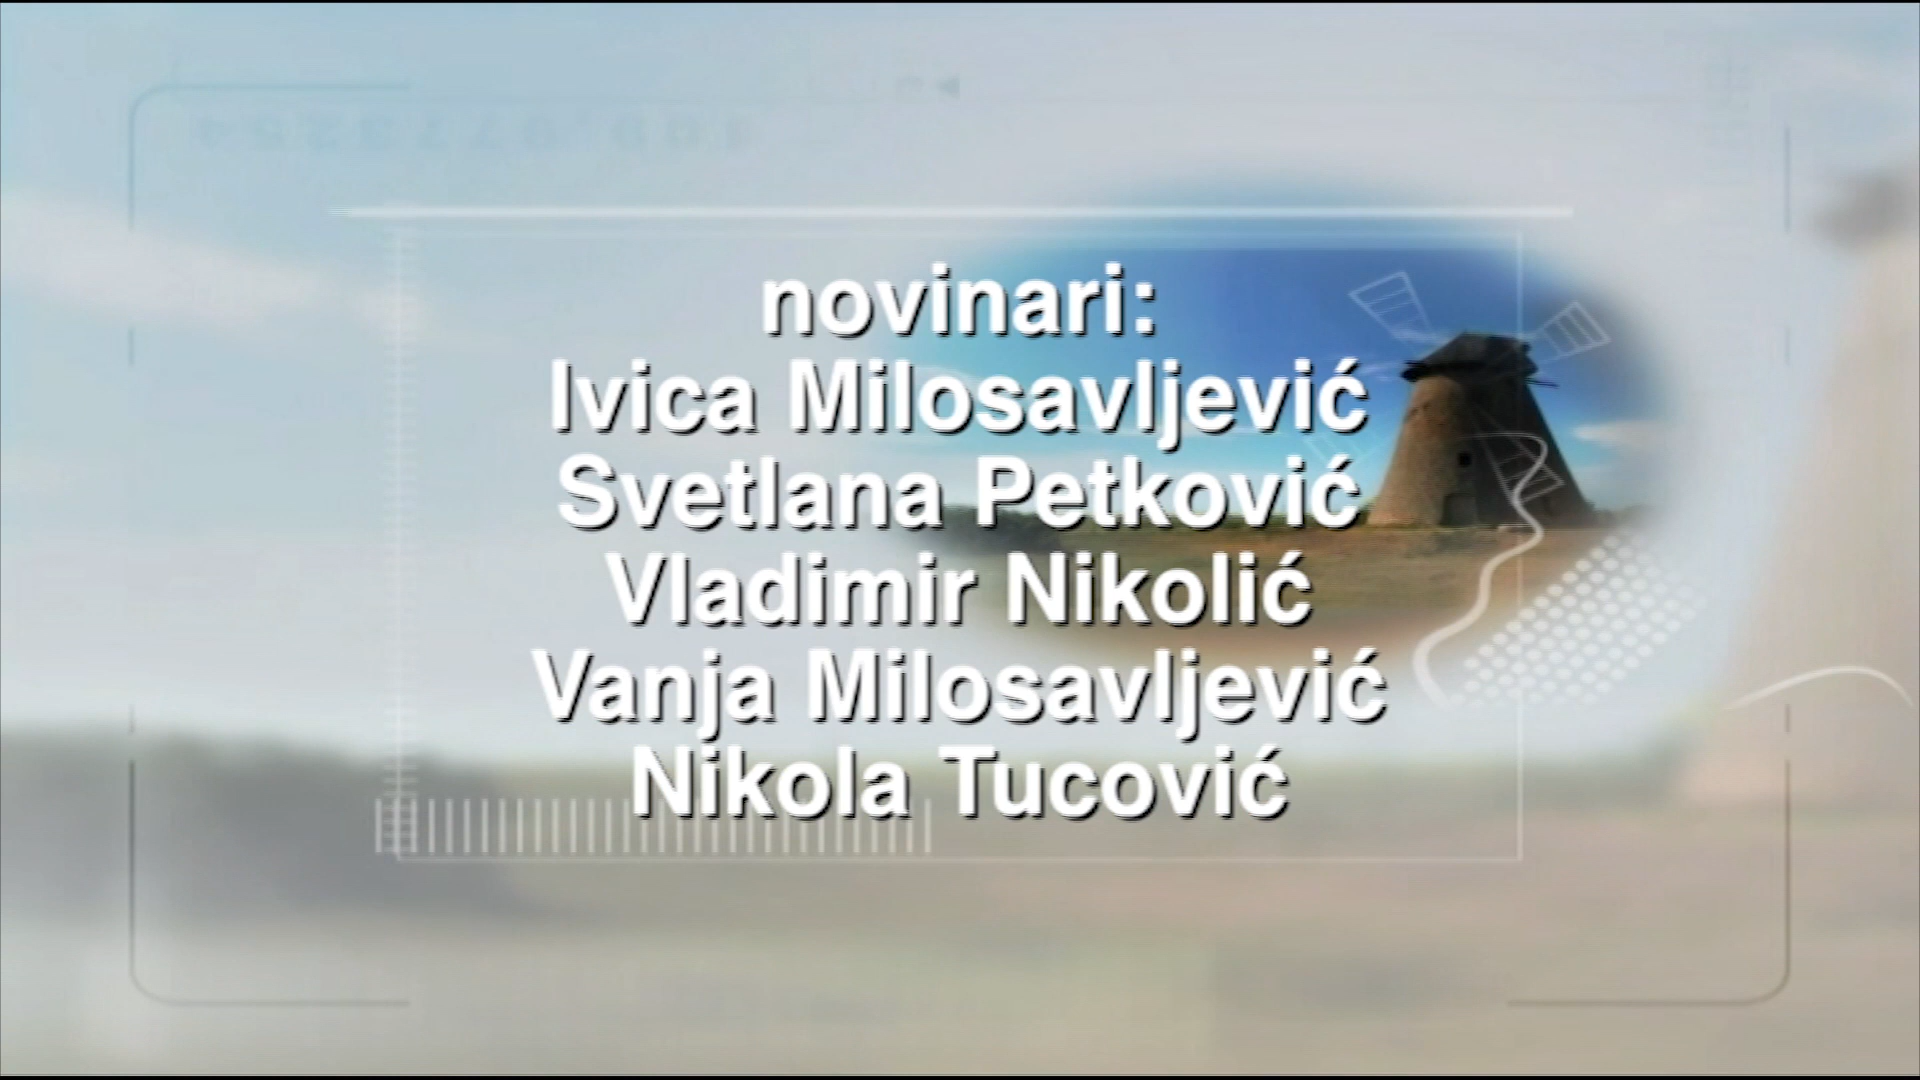 novinari:
Ivica Milosavljević
Svetlana Petković
Vladimir Nikolić
Vanja Milosavljević
Nikola Tucović